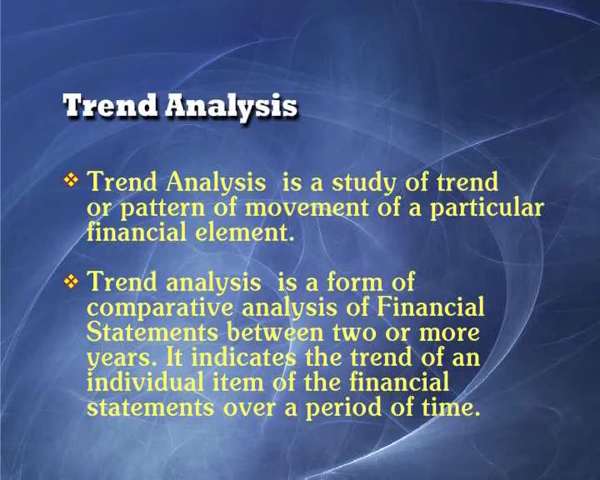 Trend Analysis
Trend Analysis is a study of trend
or pattern of movement of a particular
financial element.
Trend analysis is a form of
comparative analysis of Financial
Statements between two or more
years. It indicates the trend of an
individual item of the financial
statements over a period of time.